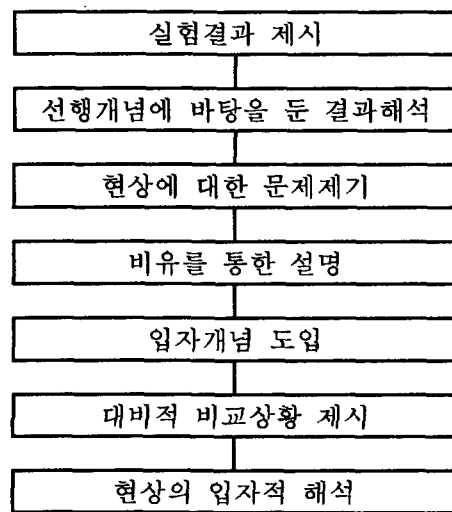 실험결과 제시
선행개념에 바탕을 둔 결과해석
현상에 대한 문제제기
비유를 통한 설명
입자개념 도입
대비적 비교상황 제시
현상의 입자적 해석